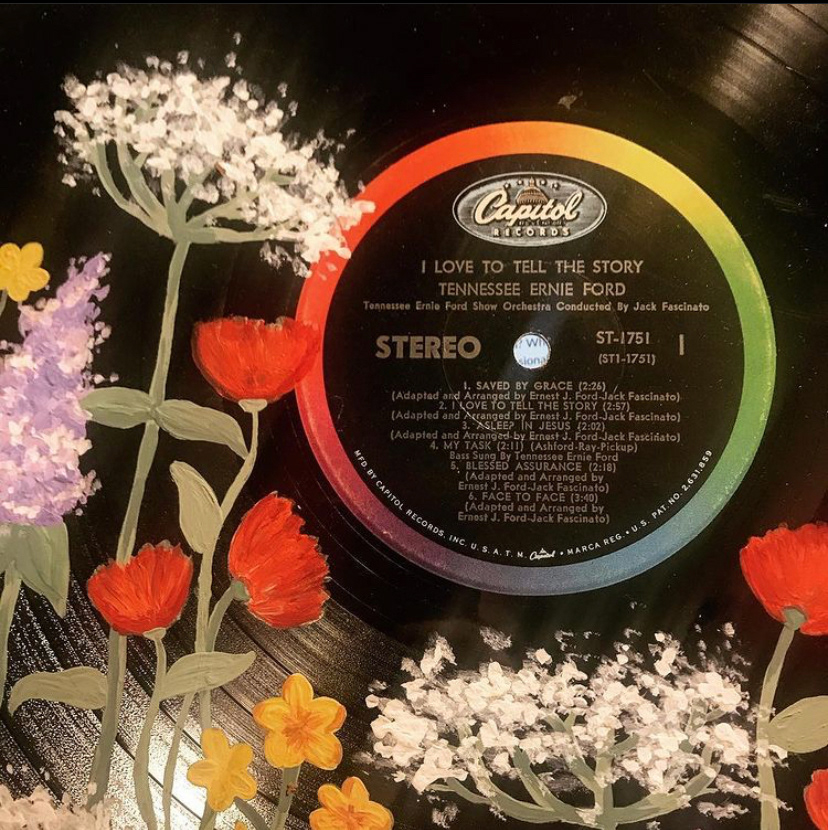 Capitol
RECORDS
I LOVE TO TELL THE STORY
TENNESSEE ERNIE FORD
Tennessee Ernie Ford Show Orchestra Conducted By Jack Fascinato
STEREO
ST-1751
(ST1-1751)
1
1. SAVED BY GRACE (2:26)
(Adapted and Arranged by Ernest J. Ford-Jack Fascinato)
2. I LOVE TO TELL THE STORY (2:57)
(Adapted and Arranged by Ernest J. Ford-Jack Fascinato)
3. ASLEEP IN JESUS (2:02)
(Adapted and Arranged by Ernest J. Ford-Jack Fascinato)
4. MY TASK (2:11) (Ashford-Ray-Pickup)
Bass Sung By Tennessee Ernie Ford
5. BLESSED ASSURANCE (2:18)
(Adapted and Arranged by
Ernest J. Ford-Jack Fascinato)
6. FACE TO FACE (3:40)
(Adapted and Arranged by
Ernest J. Ford-Jack Fascinato)
MFD. BY CAPITOL RECORDS, INC. U.S.A. T.M. Capitol • MARCA REG. • U.S. PAT. NO. 2,631,859